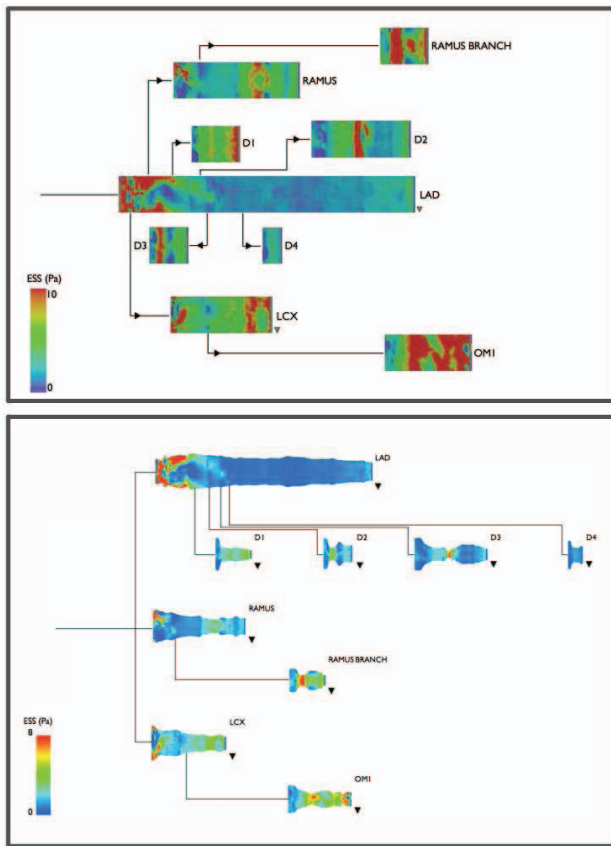 RAMUS BRANCH
RAMUS
D1
D2
LAD
D3
D4
ESS (Pa)
10
0
LCX
OM1
LAD
D1
D2
D3
D4
RAMUS
RAMUS BRANCH
ESS (Pa)
8
0
LCX
OM1